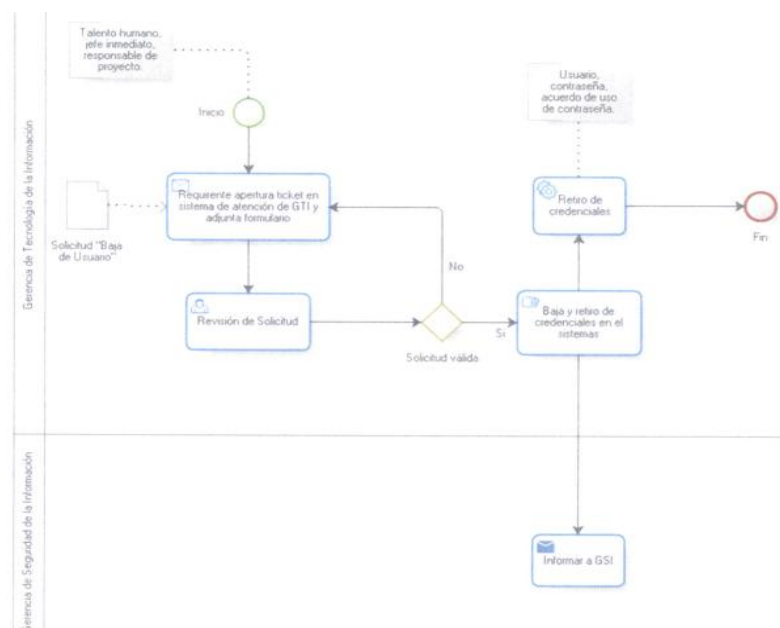 Talento humano,
jefe inmediato,
responsable de
proyecto.
Inicio
Usuario,
contraseña,
acuerdo de uso
de contraseña.
Gerencia de Tecnología de la Información
Requirente apertura ticket en
sistema de atención de GTI y
adjunta formulario
Solicitud "Baja
de Usuario"
Retiro de
credenciales
Fin
No
Revisión de Solicitud
Solicitud válida
Si
Baja y retiro de
credenciales en el
sistemas
Gerencia de Seguridad de la Información
Informar a GSI